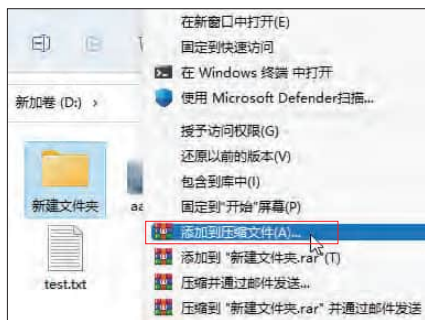 在新窗口中打开(E)
固定到快速访问
在 Windows 终端 中打开
使用 Microsoft Defender扫描...
授予访问权限(G)
还原以前的版本(V)
包含到库中(I)
固定到"开始"屏幕(P)
添加到压缩文件(A)...
添加到 "新建文件夹.rar"(T)
压缩并通过邮件发送...
压缩到 "新建文件夹.rar" 并通过邮件发送
新加卷 (D:) ›
新建文件夹
aa
test.txt